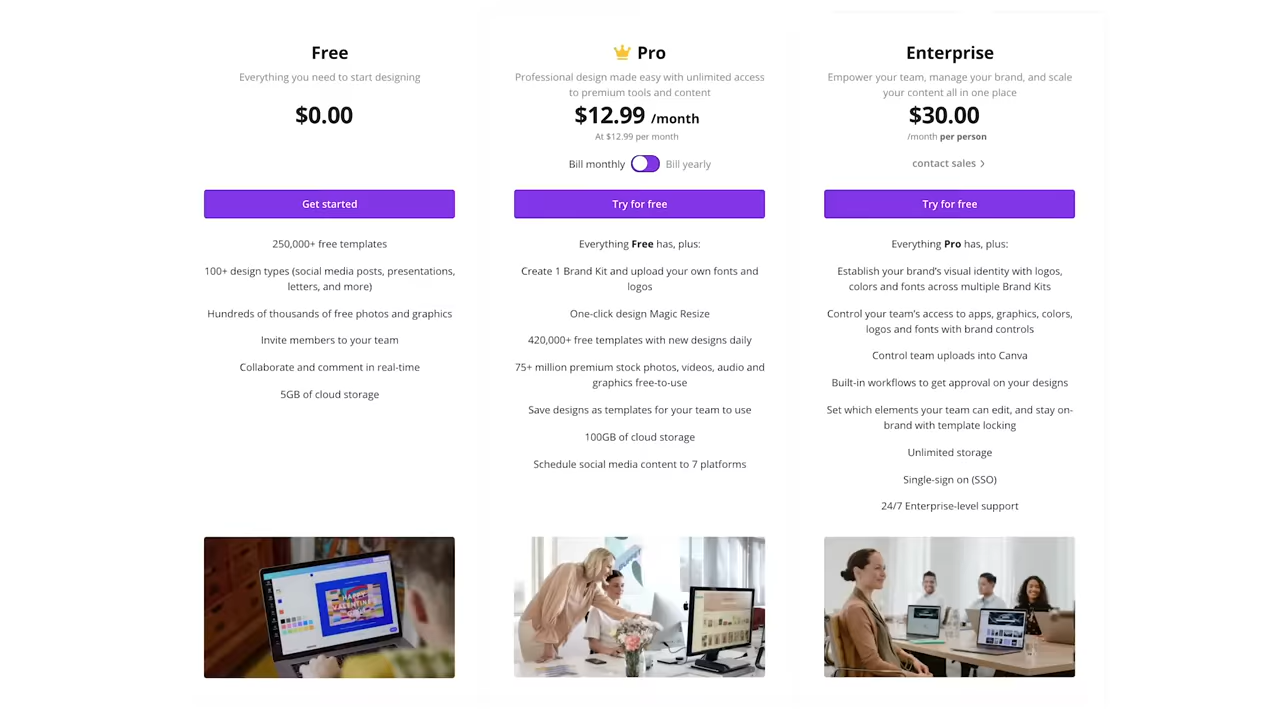 Free
Everything you need to start designing
$0.00
Get started
250,000+ free templates
100+ design types (social media posts, presentations,
letters, and more)
Hundreds of thousands of free photos and graphics
Invite members to your team
Collaborate and comment in real-time
5GB of cloud storage
HAPPY
VALENTINE'S
Pro
Professional design made easy with unlimited access
to premium tools and content
$12.99 /month
At $12.99 per month
Bill monthly Bill yearly
Try for free
Everything Free has, plus:
Create 1 Brand Kit and upload your own fonts and
logos
One-click design Magic Resize
420,000+ free templates with new designs daily
75+ million premium stock photos, videos, audio and
graphics free-to-use
Save designs as templates for your team to use
100GB of cloud storage
Schedule social media content to 7 platforms
Enterprise
Empower your team, manage your brand, and scale
your content all in one place
$30.00
/month per person
contact sales
Try for free
Everything Pro has, plus:
Establish your brand’s visual identity with logos,
colors and fonts across multiple Brand Kits
Control your team’s access to apps, graphics, colors,
logos and fonts with brand controls
Control team uploads into Canva
Built-in workflows to get approval on your designs
Set which elements your team can edit, and stay on-
brand with template locking
Unlimited storage
Single-sign on (SSO)
24/7 Enterprise-level support